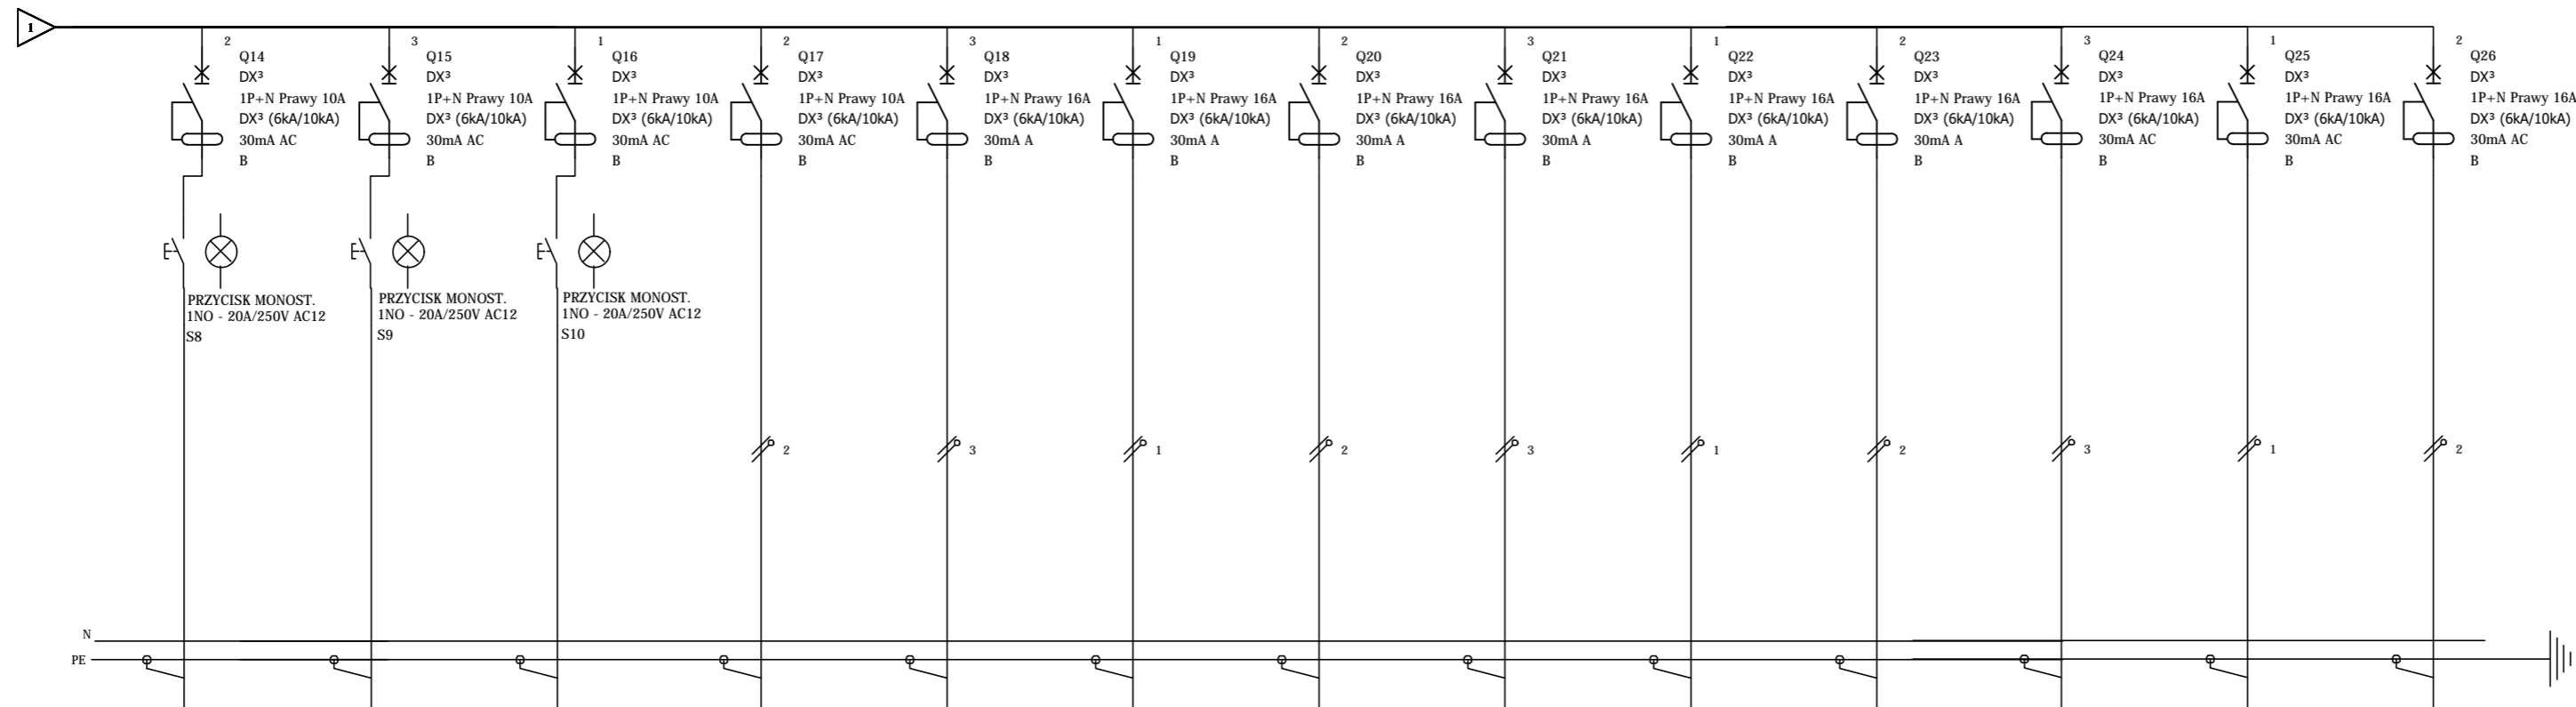 1
2
Q14
DX³
1P+N Prawy 10A
DX³ (6kA/10kA)
30mA AC
B
3
Q15
DX³
1P+N Prawy 10A
DX³ (6kA/10kA)
30mA AC
B
1
Q16
DX³
1P+N Prawy 10A
DX³ (6kA/10kA)
30mA AC
B
2
Q17
DX³
1P+N Prawy 10A
DX³ (6kA/10kA)
30mA AC
B
3
Q18
DX³
1P+N Prawy 16A
DX³ (6kA/10kA)
30mA A
B
1
Q19
DX³
1P+N Prawy 16A
DX³ (6kA/10kA)
30mA A
B
2
Q20
DX³
1P+N Prawy 16A
DX³ (6kA/10kA)
30mA A
B
3
Q21
DX³
1P+N Prawy 16A
DX³ (6kA/10kA)
30mA A
B
1
Q22
DX³
1P+N Prawy 16A
DX³ (6kA/10kA)
30mA A
B
2
Q23
DX³
1P+N Prawy 16A
DX³ (6kA/10kA)
30mA A
B
3
Q24
DX³
1P+N Prawy 16A
DX³ (6kA/10kA)
30mA AC
B
1
Q25
DX³
1P+N Prawy 16A
DX³ (6kA/10kA)
30mA AC
B
2
Q26
DX³
1P+N Prawy 16A
DX³ (6kA/10kA)
30mA AC
B
PRZYCISK MONOST.
1NO - 20A/250V AC12
S8
PRZYCISK MONOST.
1NO - 20A/250V AC12
S9
PRZYCISK MONOST.
1NO - 20A/250V AC12
S10
2
3
1
2
3
1
2
3
1
2
N
PE